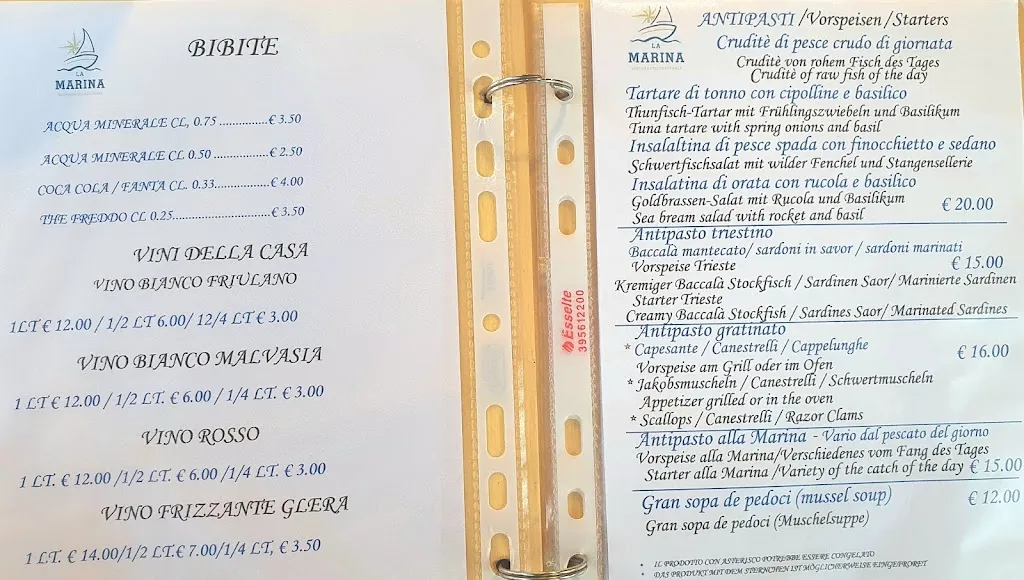 LA
MARINA
BIBITE
ACQUA MINERALE CL, 0.75 ...............€ 3.50
ACQUA MINERALE CL 0.50 ...................€ 2.50
COCA COLA / FANTA CL. 0.33.................€ 4.00
THE FREDDO CL 0.25..............................€ 3.50
VINI DELLA CASA
VINO BIANCO FRIULANO
1LT € 12.00 / 1/2 LT 6.00/ 12/4 LT € 3.00
VINO BIANCO MALVASIA
1 LT € 12.00 / 1/2 LT. € 6.00 / 1/4 LT. € 3.00
VINO ROSSO
1 LT. € 12.00 /1/2 LT. € 6.00 /1/4 LT. € 3.00
VINO FRIZZANTE GLERA
1 LT. € 14.00/1/2 LT.€ 7.00/1/4 LT, € 3.50
Esselte
395612200
LA
MARINA
ANTIPASTI /Vorspeisen /Starters
Cruditè di pesce crudo di giornata
Cruditè von rohem Fisch des Tages
Cruditè of raw fish of the day
Tartare di tonno con cipolline e basilico
Thunfisch-Tartar mit Frühlingszwiebeln und Basilikum
Tuna tartare with spring onions and basil
Insalaltina di pesce spada con finocchietto e sedano
Schwertfischsalat mit wilder Fenchel und Stangensellerie
Insalatina di orata con rucola e basilico
Goldbrassen-Salat mit Rucola und Basilikum
Sea bream salad with rocket and basil € 20.00
Antipasto triestino
Baccalà mantecato/ sardoni in savor / sardoni marinati
Vorspeise Trieste € 15.00
Kremiger Baccalà Stockfisch / Sardinen Saor/ Marinierte Sardinen
Starter Trieste
Creamy Baccalà Stockfish / Sardines Saor/ Marinated Sardines
Antipasto gratinato
* Capesante / Canestrelli / Cappelunghe € 16.00
Vorspeise am Grill oder im Ofen
* Jakobsmuscheln / Canestrelli / Schwertmuscheln
Appetizer grilled or in the oven
* Scallops / Canestrelli / Razor Clams
Antipasto alla Marina - Vario dal pescato del giorno
Vorspeise alla Marina/Verschiedenes vom Fang des Tages
Starter alla Marina /Variety of the catch of the day € 15.00
Gran sopa de pedoci (mussel soup) € 12.00
Gran sopa de pedoci (Muschelsuppe)
• IL PRODOTTO CON ASTERISCO POTREBBE ESSERE CONGELATO
• DAS PRODUKT MIT DEM STERNCHEN IST MÖGLICHERWEISE EINGEFRORET